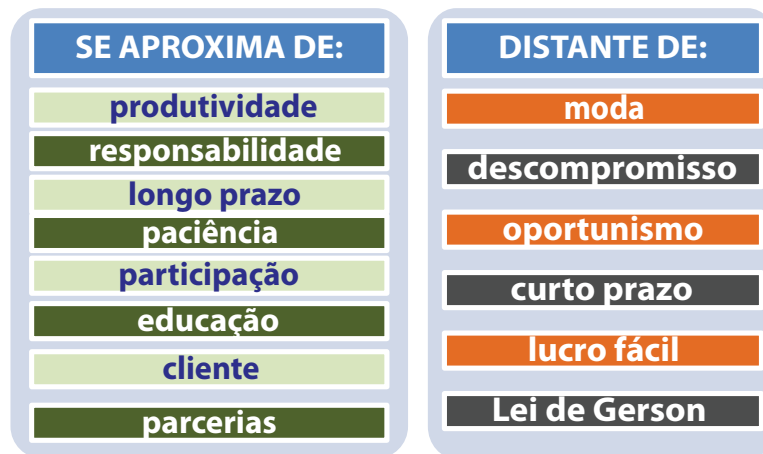 SE APROXIMA DE:
produtividade
responsabilidade
longo prazo
paciência
participação
educação
cliente
parcerias
DISTANTE DE:
moda
descompromisso
oportunismo
curto prazo
lucro fácil
Lei de Gerson